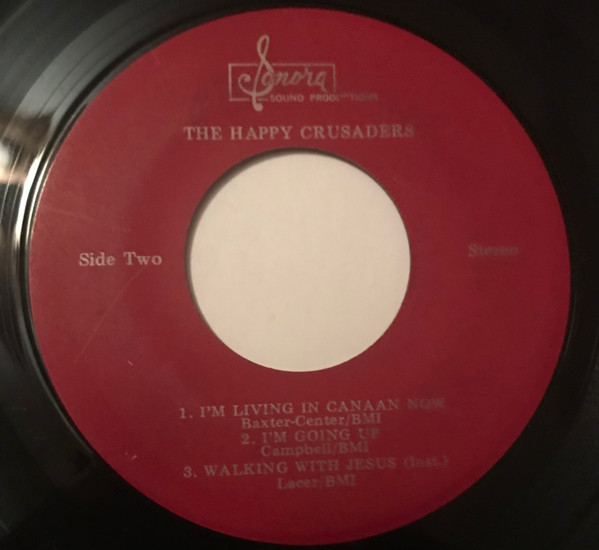 Sonora
SOUND PRODUCTIONS
THE HAPPY CRUSADERS
Side Two
Stereo
1. I'M LIVING IN CANAAN NOW
Baxter-Center/BMI
2. I'M GOING UP
Campbell/BMI
3. WALKING WITH JESUS (Inst.)
Lacer/BMI